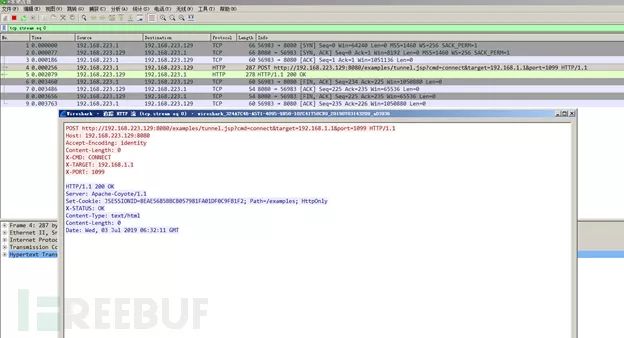 文件(F) 编辑(E) 视图(V) 跳转(G) 捕获(C) 分析(A) 统计(S) 电话(Y) 无线(W) 工具(T) 帮助(H)
tcp.stream eq 0
No. Time Source Destination Protocol Length Info
1 0.000000 192.168.223.1 192.168.223.129 TCP 66 56983 → 8080 [SYN] Seq=0 Win=64240 Len=0 MSS=1460 WS=256 SACK_PERM=1
2 0.000077 192.168.223.129 192.168.223.1 TCP 66 8080 → 56983 [SYN, ACK] Seq=0 Ack=1 Win=8192 Len=0 MSS=1460 WS=256 SACK_PERM=1
3 0.000186 192.168.223.1 192.168.223.129 TCP 60 56983 → 8080 [ACK] Seq=1 Ack=1 Win=1051136 Len=0
4 0.000256 192.168.223.1 192.168.223.129 HTTP 287 POST http://192.168.223.129:8080/examples/tunnel.jsp?cmd=connect&target=192.168.1.1&port=1099 HTTP/1.1
5 0.002079 192.168.223.129 192.168.223.1 HTTP 278 HTTP/1.1 200 OK
6 0.003460 192.168.223.1 192.168.223.129 TCP 60 56983 → 8080 [FIN, ACK] Seq=234 Ack=225 Win=1050880 Len=0
7 192.168.223.129 192.168.223.1 TCP 54 8080 → 56983 [ACK] Seq=225 Ack=235 Win=65536 Len=0
8 0.003656 192.168.223.129 192.168.223.1 TCP 54 8080 → 56983 [FIN, ACK] Seq=225 Ack=235 Win=65536 Len=0
9 0.003763 192.168.223.1 192.168.223.129 TCP 60 56983 → 8080 [ACK] Seq=235 Ack=226 Win=1050880 Len=0
Wireshark · 追踪 HTTP 流 (tcp.stream eq 0)
POST http://192.168.223.129:8080/examples/tunnel.jsp?cmd=connect&target=192.168.1.1&port=1099 HTTP/1.1
Host: 192.168.223.129:8080
Accept-Encoding: identity
Content-Length: 0
X-CMD: CONNECT
X-TARGET: 192.168.1.1
X-PORT: 1099
HTTP/1.1 200 OK
Server: Apache-Coyote/1.1
Set-Cookie: JSESSIONID=BEAE56B5BBCB057981FA01DF0C9FB1F2; Path=/examples; HttpOnly
X-STATUS: OK
Content-Type: text/html
Content-Length: 0
Date: Wed, 03 Jul 2019 06:32:11 GMT
Frame 4: 287 by
Ethernet II, Sr
Internet Protoc
Transmission Co
Hypertext Trans
FREEBUF